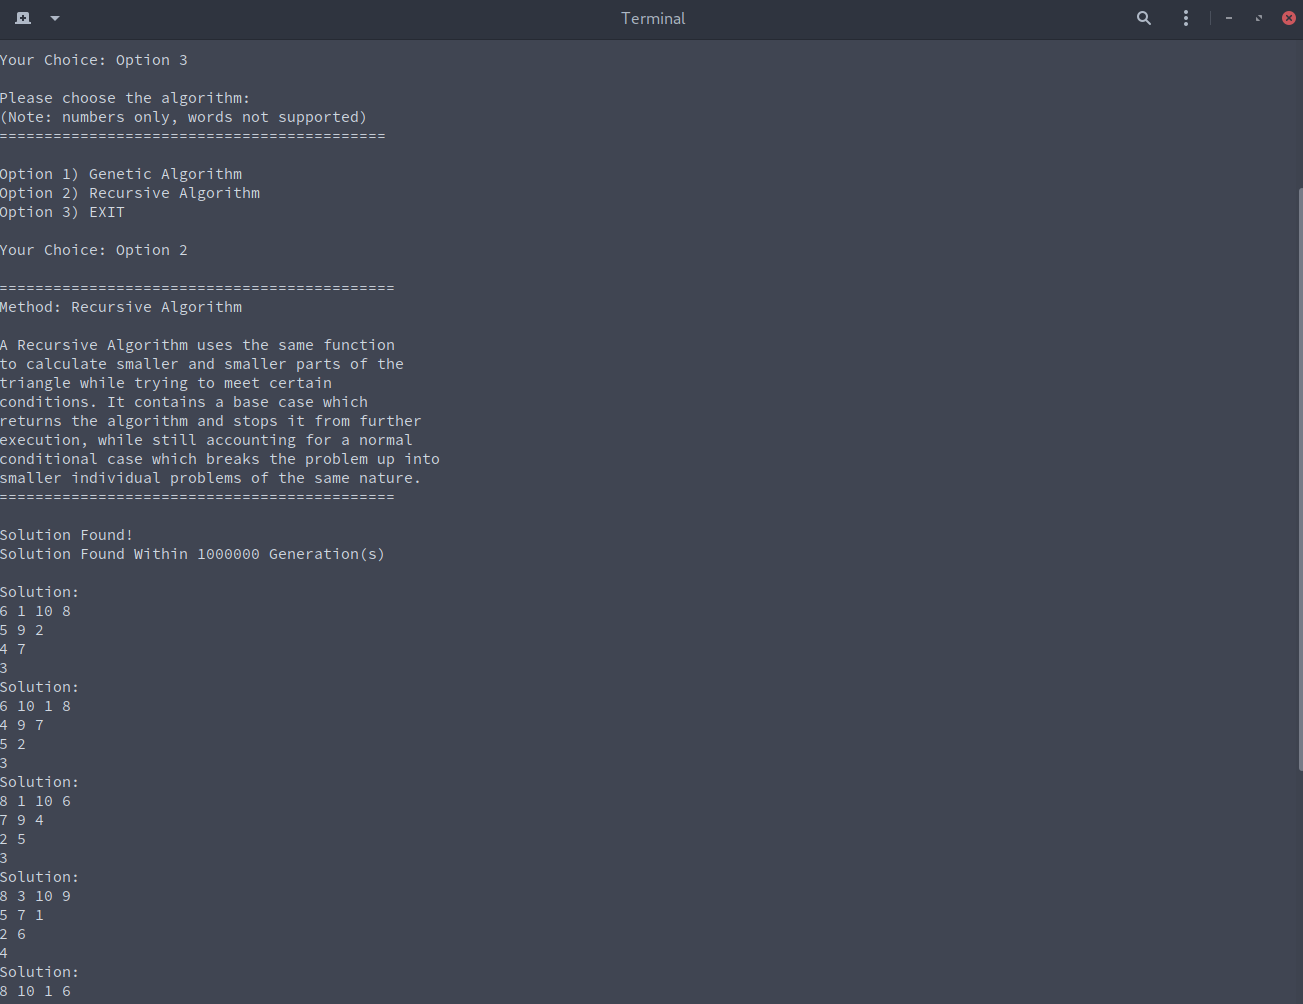 Terminal
Your Choice: Option 3
Please choose the algorithm:
(Note: numbers only, words not supported)
===========================================
Option 1) Genetic Algorithm
Option 2) Recursive Algorithm
Option 3) EXIT
Your Choice: Option 2
============================================
Method: Recursive Algorithm
A Recursive Algorithm uses the same function
to calculate smaller and smaller parts of the
triangle while trying to meet certain
conditions. It contains a base case which
returns the algorithm and stops it from further
execution, while still accounting for a normal
conditional case which breaks the problem up into
smaller individual problems of the same nature.
============================================
Solution Found!
Solution Found Within 1000000 Generation(s)
Solution:
6 1 10 8
5 9 2
4 7
3
Solution:
6 10 1 8
4 9 7
5 2
3
Solution:
8 1 10 6
7 9 4
2 5
3
Solution:
8 3 10 9
5 7 1
2 6
4
Solution:
8 10 1 6